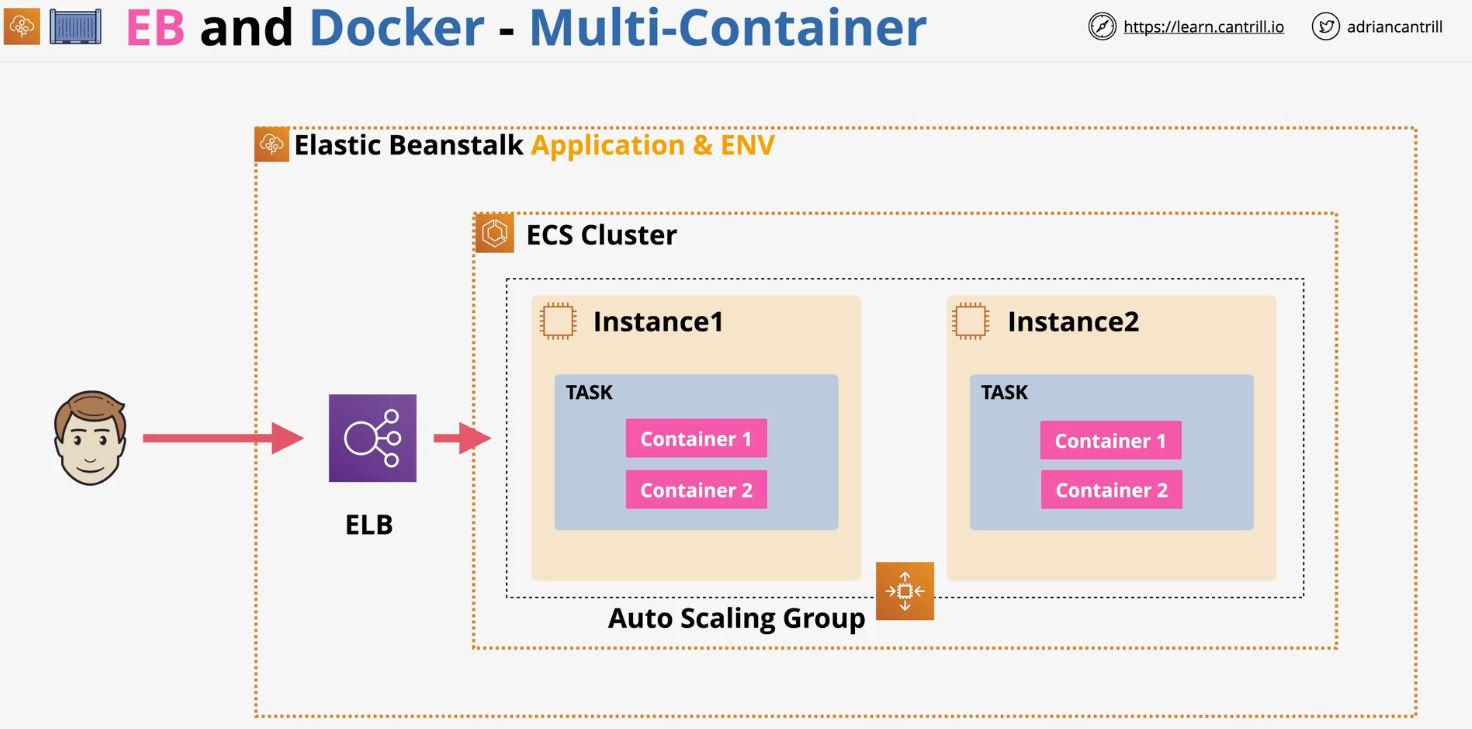 EB and Docker - Multi-Container
https://learn.cantrill.io
adriancantrill
Elastic Beanstalk Application & ENV
ECS Cluster
Instance1
Instance2
TASK
TASK
Container 1
Container 1
Container 2
Container 2
ELB
Auto Scaling Group